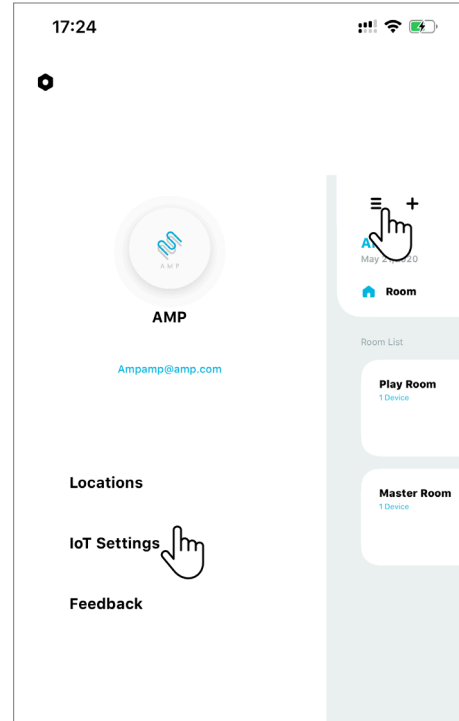 17:24
AMP
AMP
Ampamp@amp.com
Locations
IoT Settings
Feedback
May 21, 2020
Room
Room List
Play Room
1 Device
Master Room
1 Device